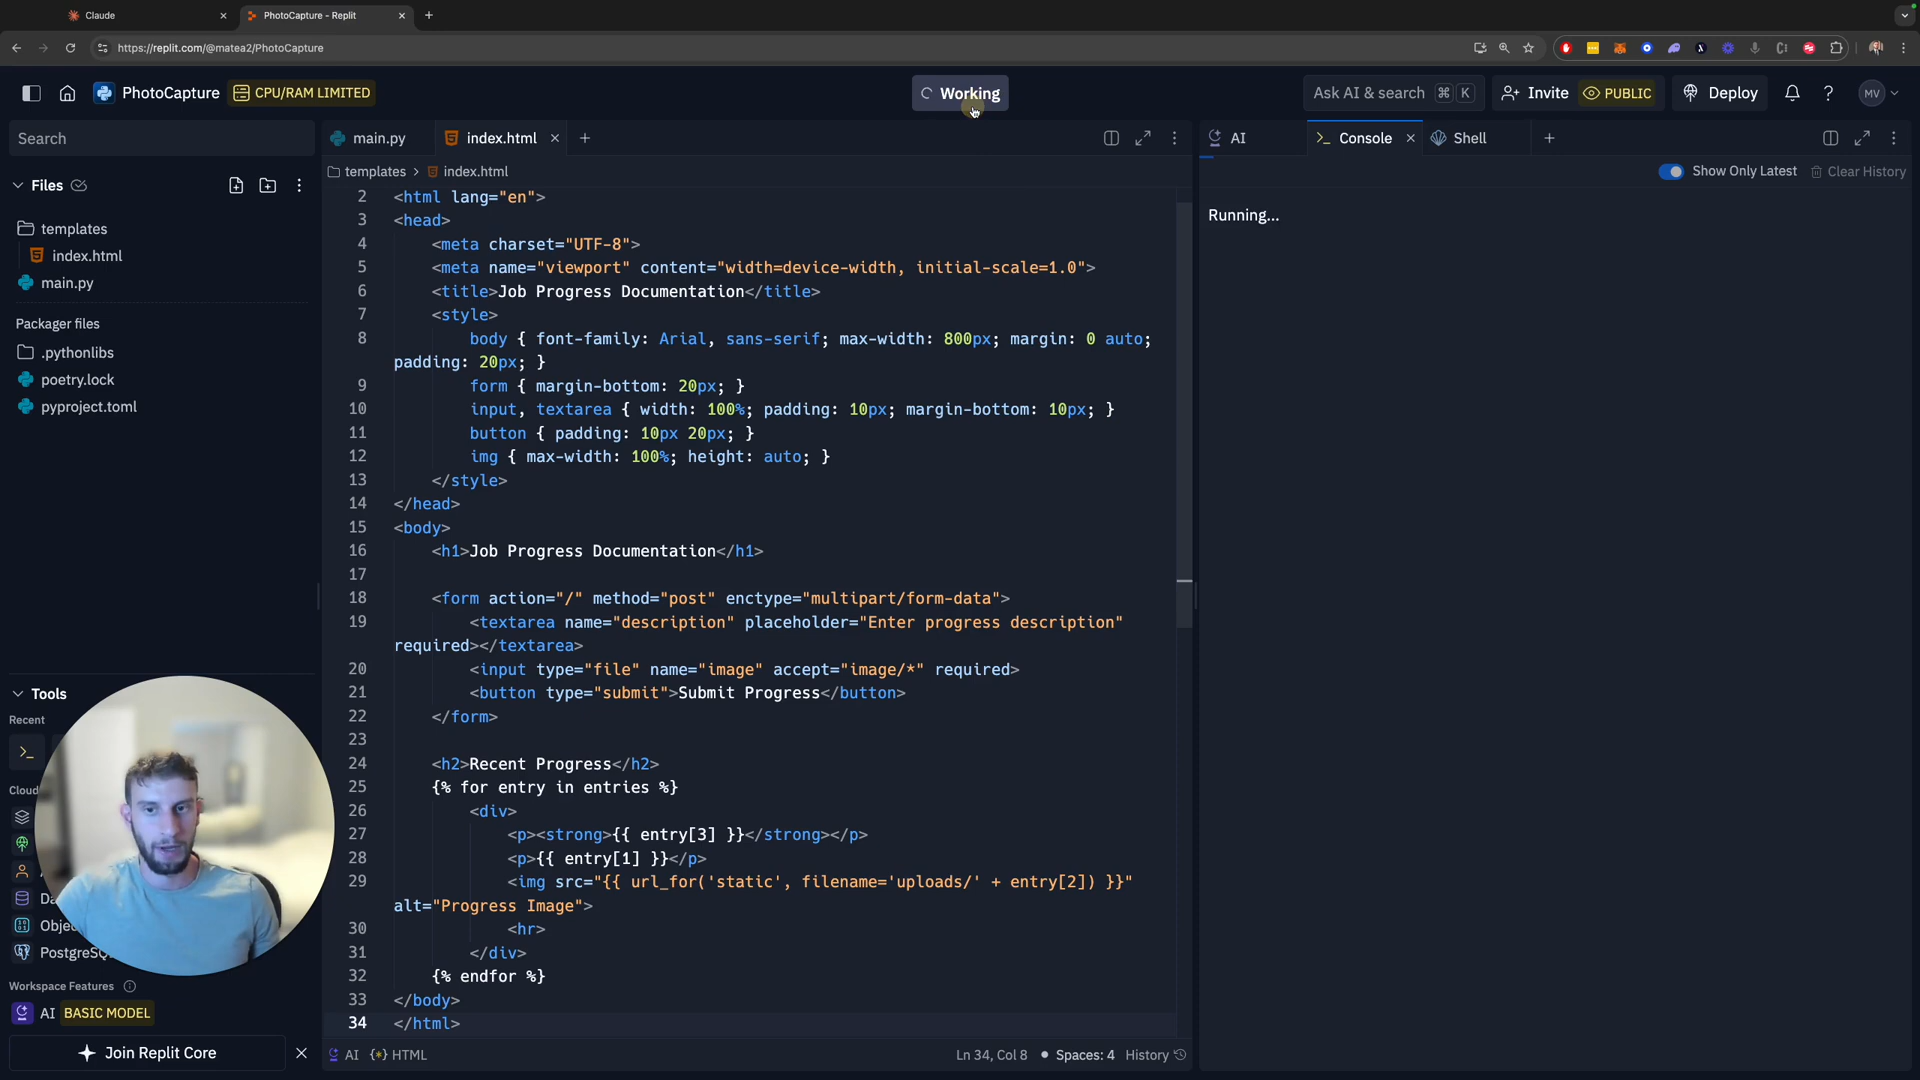 Claude
PhotoCapture - Replit
https://replit.com/@matea2/PhotoCapture
PhotoCapture
CPU/RAM LIMITED
Working
Ask AI & search ⌘ K
Invite
PUBLIC
Deploy
MV
Search
Files
templates
index.html
main.py
Packager files
.pythonlibs
poetry.lock
pyproject.toml
Tools
Recent
Cloud
PostgreSQ
Workspace Features
AI BASIC MODEL
Join Replit Core
main.py
index.html
templates > index.html
2 <html lang="en">
3 <head>
4 <meta charset="UTF-8">
5 <meta name="viewport" content="width=device-width, initial-scale=1.0">
6 <title>Job Progress Documentation</title>
7 <style>
8 body { font-family: Arial, sans-serif; max-width: 800px; margin: 0 auto;
padding: 20px; }
9 form { margin-bottom: 20px; }
10 input, textarea { width: 100%; padding: 10px; margin-bottom: 10px; }
11 button { padding: 10px 20px; }
12 img { max-width: 100%; height: auto; }
13 </style>
14 </head>
15 <body>
16 <h1>Job Progress Documentation</h1>
17
18 <form action="/" method="post" enctype="multipart/form-data">
19 <textarea name="description" placeholder="Enter progress description"
required></textarea>
20 <input type="file" name="image" accept="image/*" required>
21 <button type="submit">Submit Progress</button>
22 </form>
23
24 <h2>Recent Progress</h2>
25 {% for entry in entries %}
26 <div>
27 <p><strong>{{ entry[3] }}</strong></p>
28 <p>{{ entry[1] }}</p>
29 <img src="{{ url_for('static', filename='uploads/' + entry[2]) }}"
alt="Progress Image">
30 <hr>
31 </div>
32 {% endfor %}
33 </body>
34 </html>
AI {•} HTML
Ln 34, Col 8 • Spaces: 4 History
AI
Console
Shell
Show Only Latest
Clear History
Running...